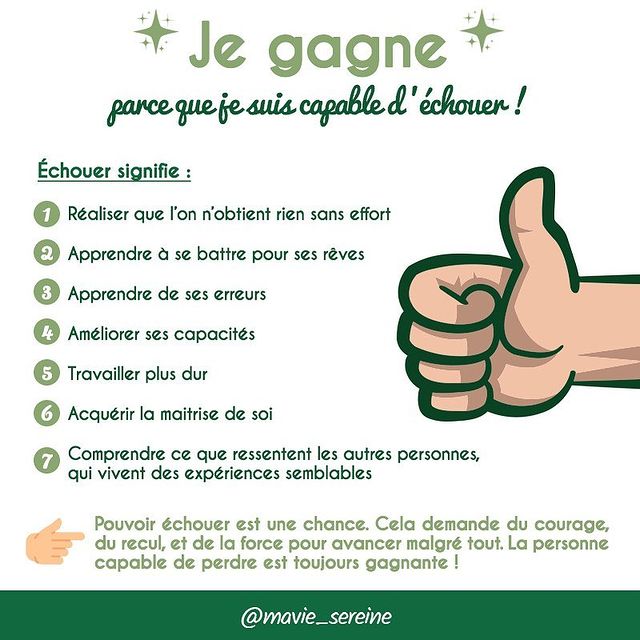 Je gagne
parce que je suis capable d'échouer !
Échouer signifie :
1 Réaliser que l'on n'obtient rien sans effort
2 Apprendre à se battre pour ses rêves
3 Apprendre de ses erreurs
4 Améliorer ses capacités
5 Travailler plus dur
6 Acquérir la maitrise de soi
7 Comprendre ce que ressentent les autres personnes,
qui vivent des expériences semblables
Pouvoir échouer est une chance. Cela demande du courage,
du recul, et de la force pour avancer malgré tout. La personne
capable de perdre est toujours gagnante !
@mavie_sereine